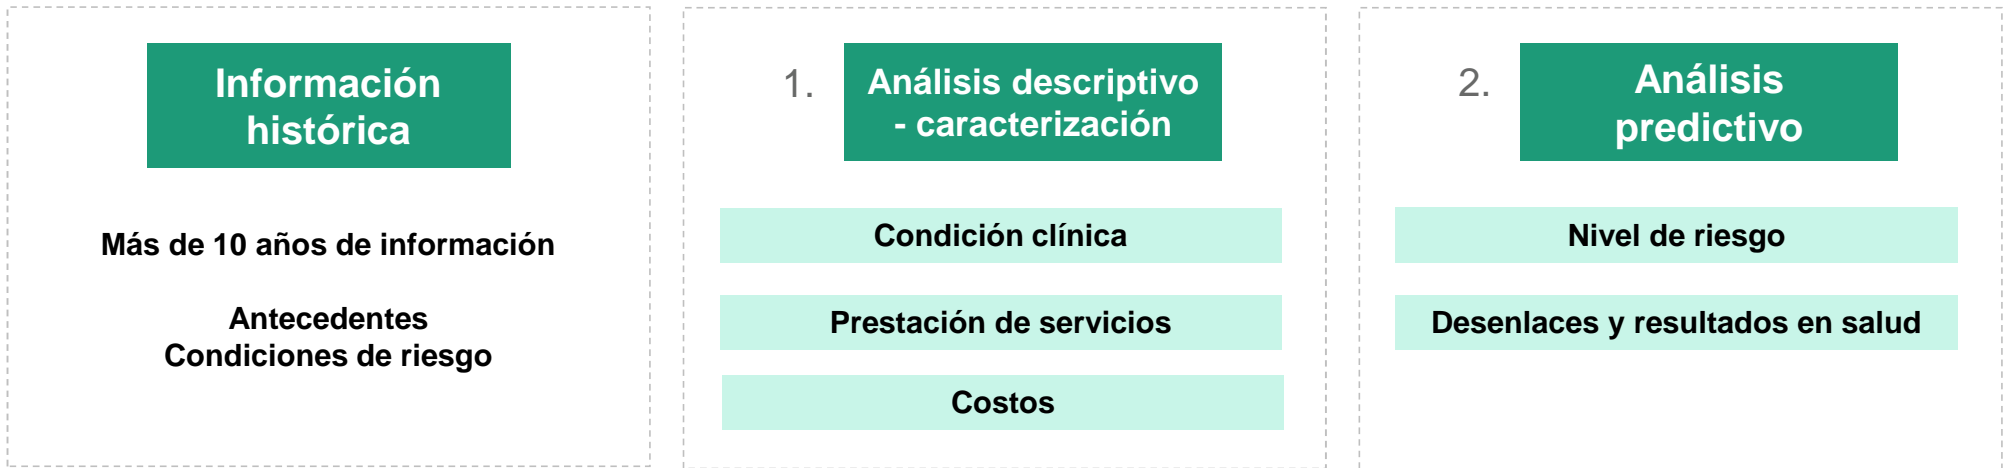 Información
histórica
Más de 10 años de información
Antecedentes
Condiciones de riesgo
1.
Análisis descriptivo
- caracterización
Condición clínica
Prestación de servicios
Costos
2.
Análisis
predictivo
Nivel de riesgo
Desenlaces y resultados en salud